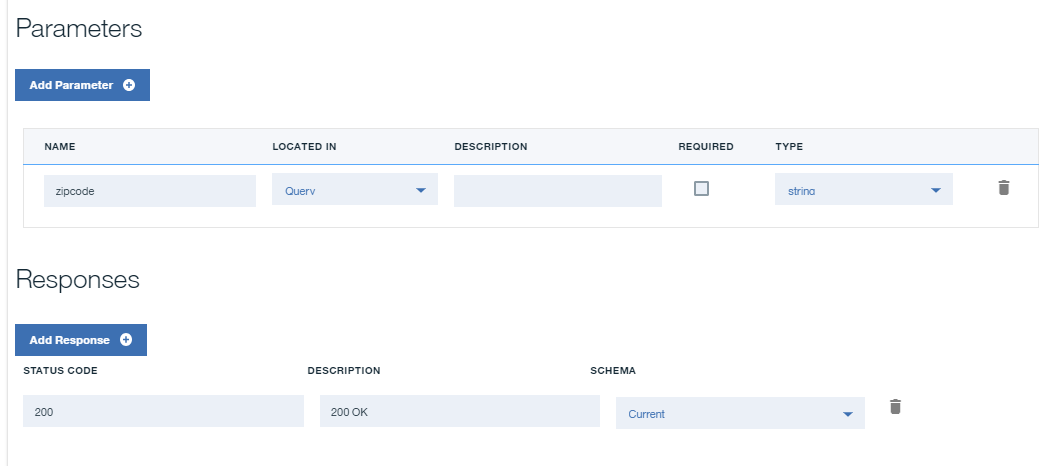 Parameters
Add Parameter
NAME LOCATED IN DESCRIPTION REQUIRED TYPE
zipcode Query string
Responses
Add Response
STATUS CODE DESCRIPTION SCHEMA
200 200 OK Current